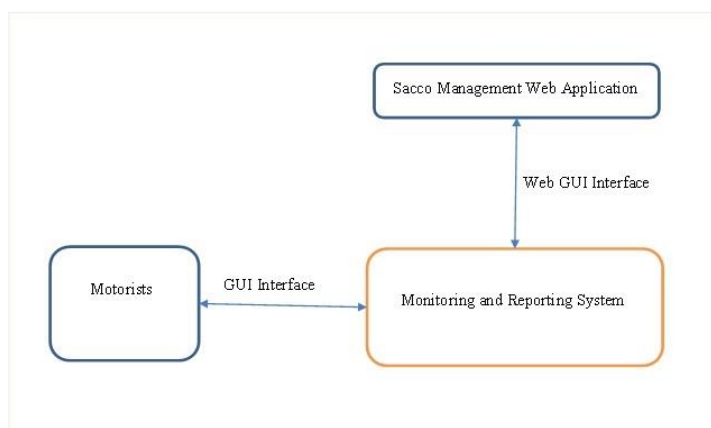 Sacco Management Web Application
Web GUI Interface
Motorists
GUI Interface
Monitoring and Reporting System